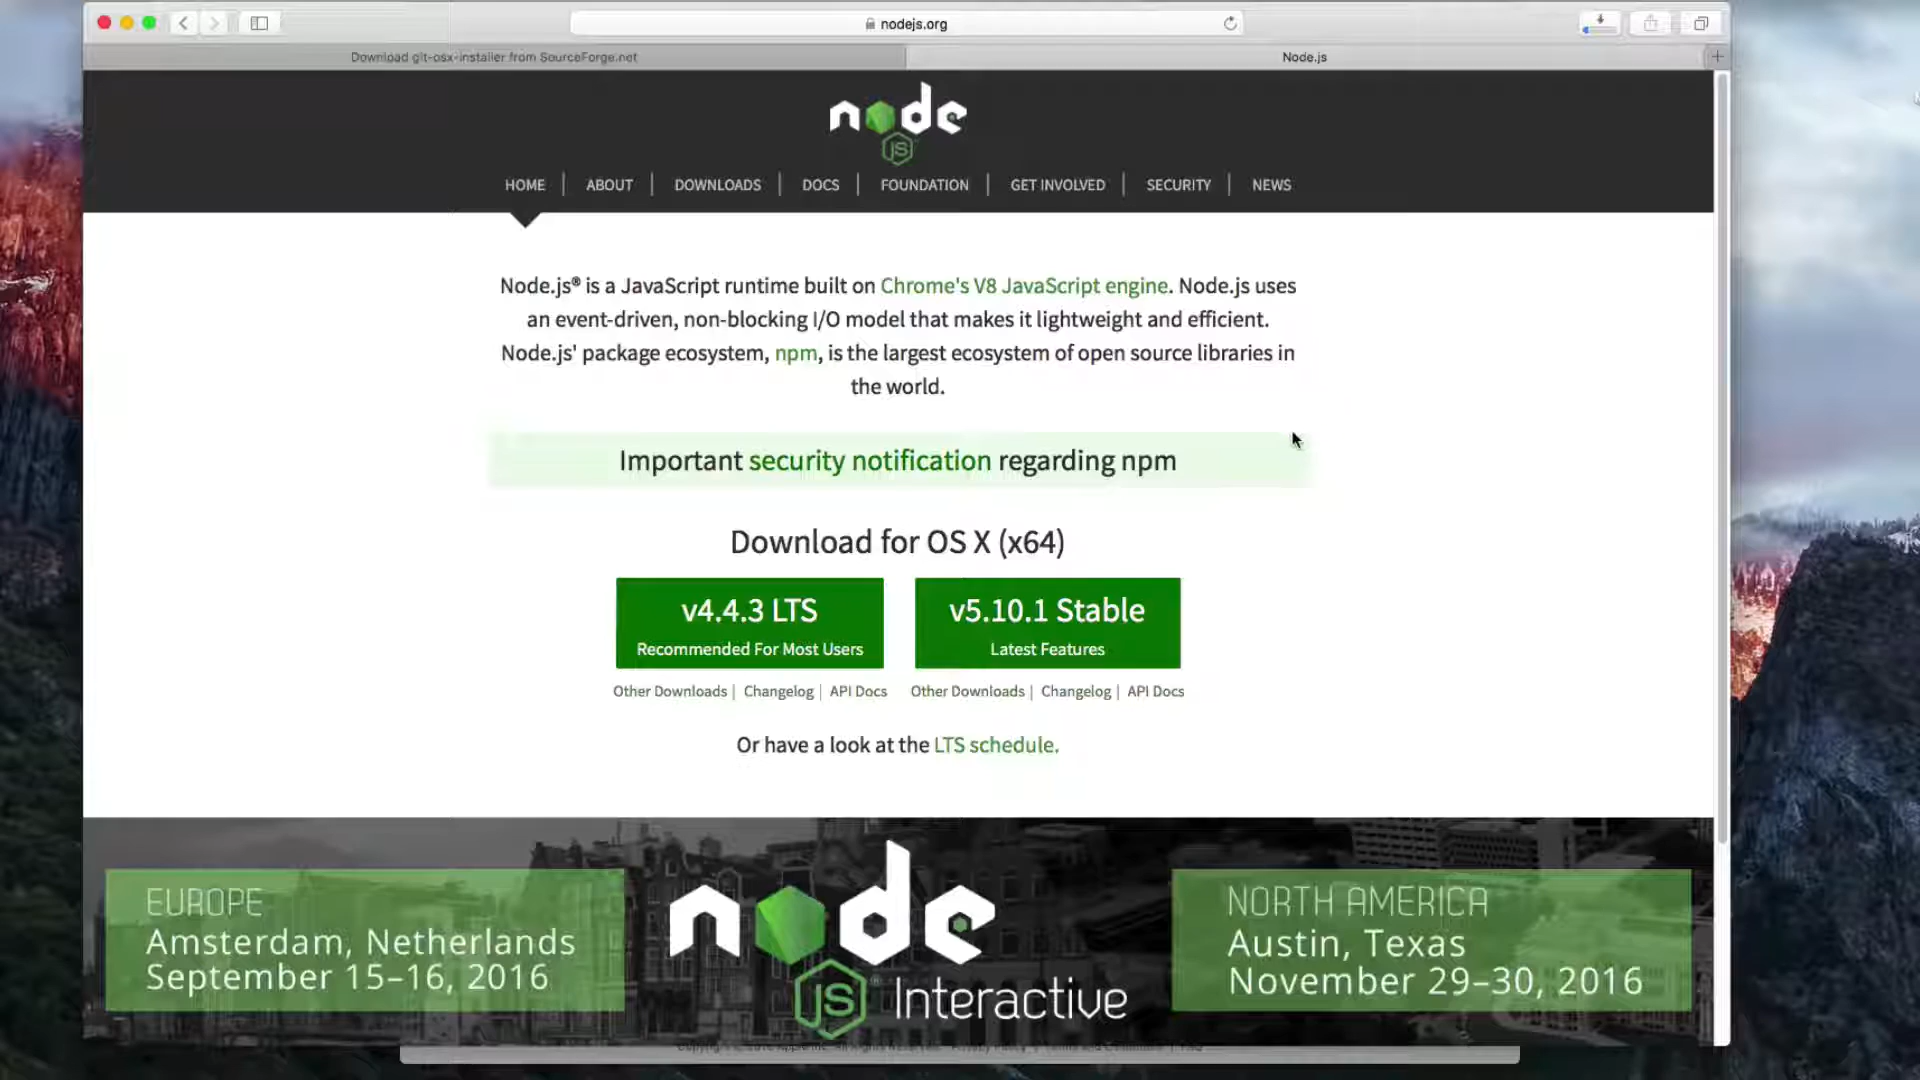 nodejs.org
Download git-osx-installer from SourceForge.net
Node.js
node
JS
HOME | ABOUT | DOWNLOADS | DOCS | FOUNDATION | GET INVOLVED | SECURITY | NEWS
Node.js® is a JavaScript runtime built on Chrome's V8 JavaScript engine. Node.js uses
an event-driven, non-blocking I/O model that makes it lightweight and efficient.
Node.js' package ecosystem, npm, is the largest ecosystem of open source libraries in
the world.
Important security notification regarding npm
Download for OS X (x64)
v4.4.3 LTS
Recommended For Most Users
v5.10.1 Stable
Latest Features
Other Downloads | Changelog | API Docs
Other Downloads | Changelog | API Docs
Or have a look at the LTS schedule.
EUROPE
Amsterdam, Netherlands
September 15–16, 2016
node
JS® Interactive
NORTH AMERICA
Austin, Texas
November 29–30, 2016